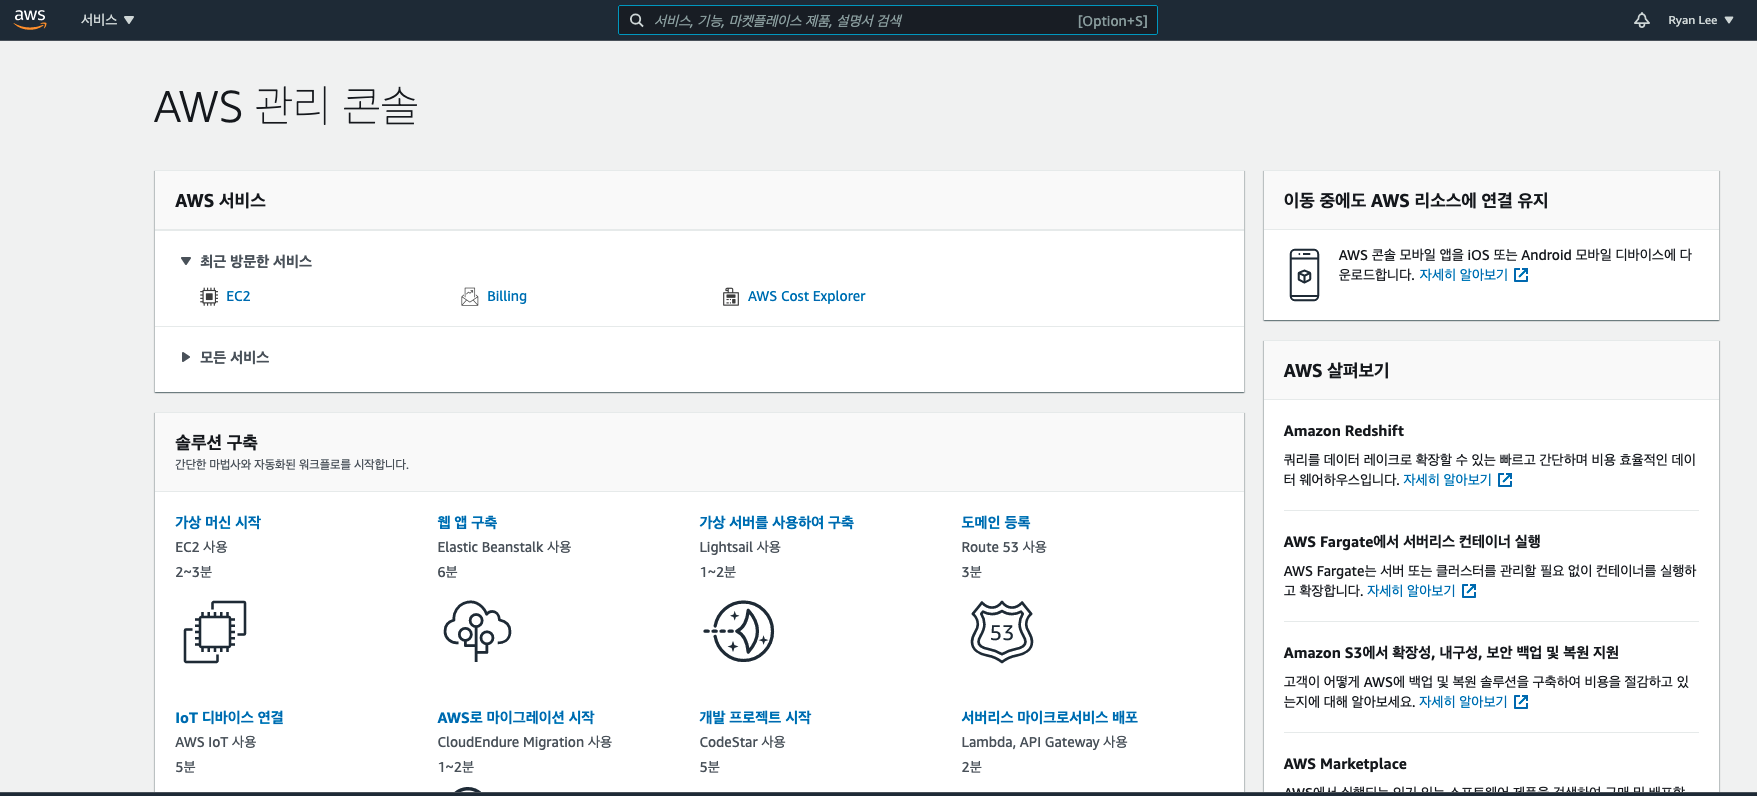 aws
서비스
서비스, 기능, 마켓플레이스 제품, 설명서 검색
[Option+S]
Ryan Lee
AWS 관리 콘솔
AWS 서비스
최근 방문한 서비스
EC2
Billing
AWS Cost Explorer
모든 서비스
솔루션 구축
간단한 마법사와 자동화된 워크플로를 시작합니다.
가상 머신 시작
EC2 사용
2~3분
웹 앱 구축
Elastic Beanstalk 사용
6분
가상 서버를 사용하여 구축
Lightsail 사용
1~2분
도메인 등록
Route 53 사용
3분
53
IoT 디바이스 연결
AWS IoT 사용
5분
AWS로 마이그레이션 시작
CloudEndure Migration 사용
1~2분
개발 프로젝트 시작
CodeStar 사용
5분
서버리스 마이크로서비스 배포
Lambda, API Gateway 사용
2분
이동 중에도 AWS 리소스에 연결 유지
AWS 콘솔 모바일 앱을 iOS 또는 Android 모바일 디바이스에 다
운로드합니다. 자세히 알아보기
AWS 살펴보기
Amazon Redshift
쿼리를 데이터 레이크로 확장할 수 있는 빠르고 간단하며 비용 효율적인 데이
터 웨어하우스입니다. 자세히 알아보기
AWS Fargate에서 서버리스 컨테이너 실행
AWS Fargate는 서버 또는 클러스터를 관리할 필요 없이 컨테이너를 실행하
고 확장합니다. 자세히 알아보기
Amazon S3에서 확장성, 내구성, 보안 백업 및 복원 지원
고객이 어떻게 AWS에 백업 및 복원 솔루션을 구축하여 비용을 절감하고 있
는지에 대해 알아보세요. 자세히 알아보기
AWS Marketplace